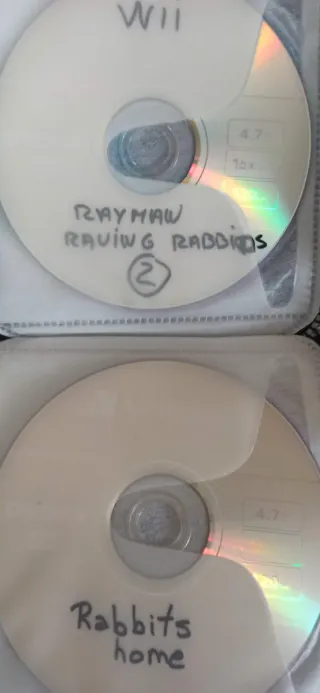 Wii
4.7
16x
RAYMAN
RAVING RABBIDS
2
4.7
Rabbits
home